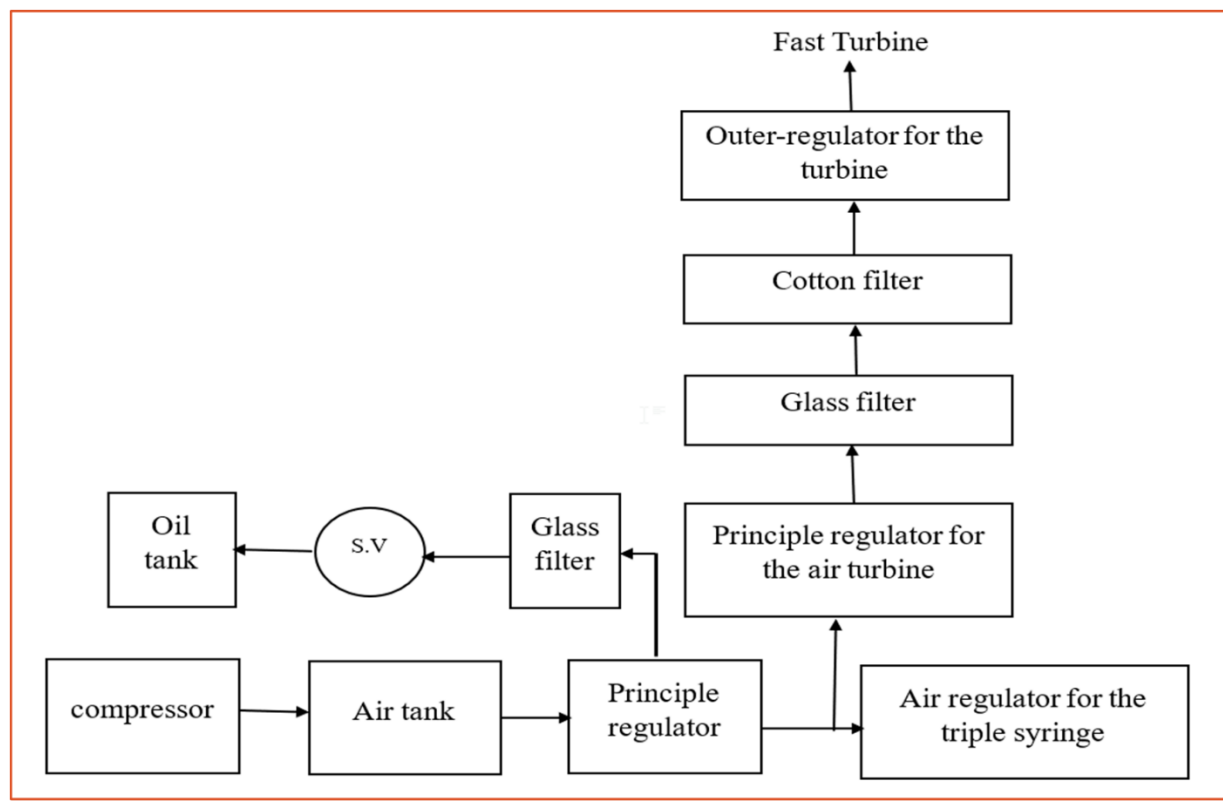 Fast Turbine
Outer-regulator for the
turbine
Cotton filter
Glass filter
Principle regulator for
the air turbine
Oil
tank
S.V
Glass
filter
compressor
Air tank
Principle
regulator
Air regulator for the
triple syringe